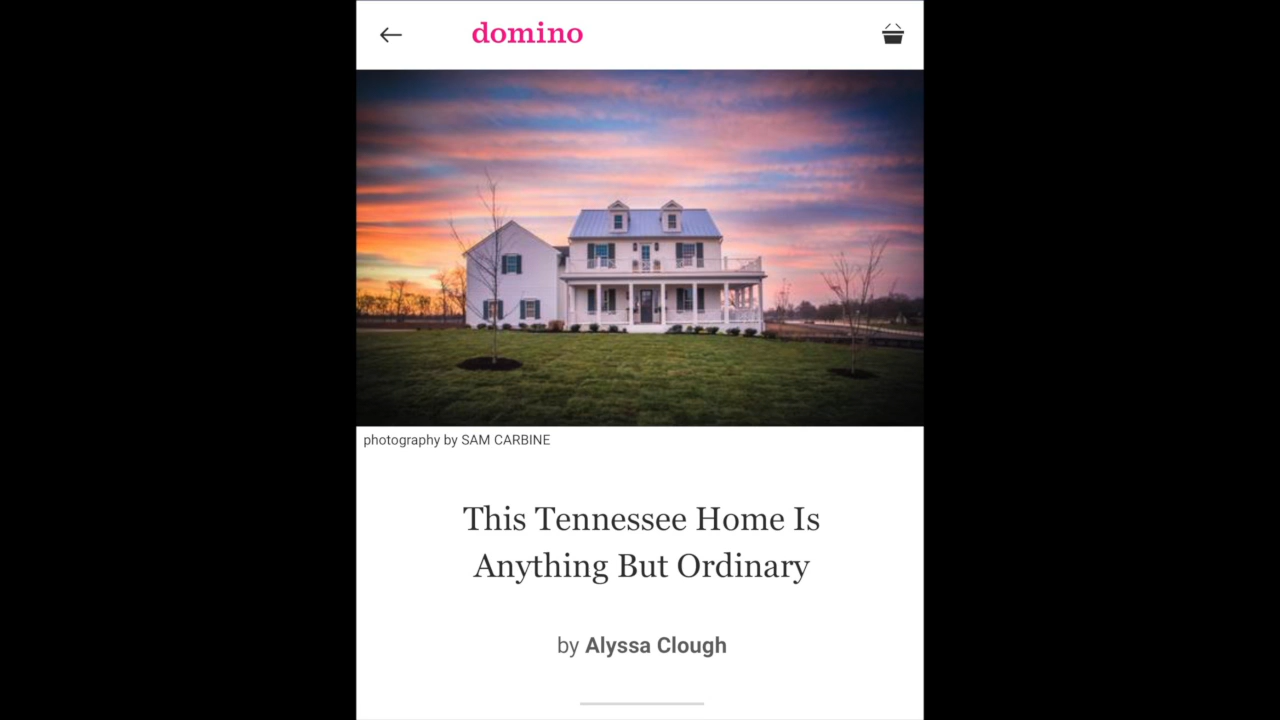 domino
photography by SAM CARBINE
This Tennessee Home Is
Anything But Ordinary
by Alyssa Clough